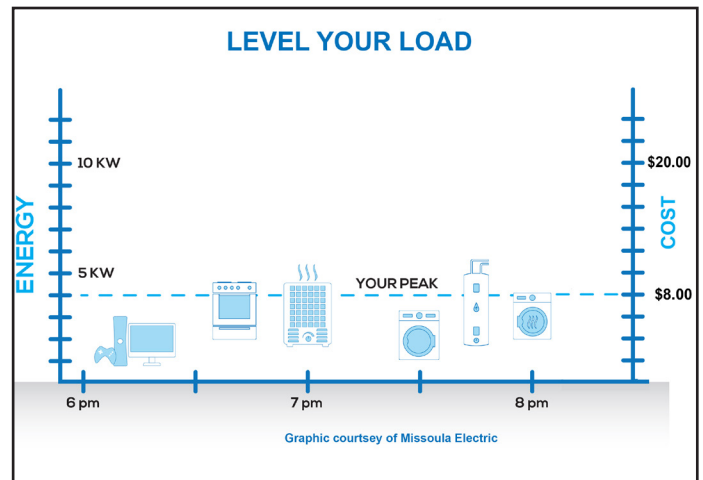 LEVEL YOUR LOAD
10 KW
$20.00
ENERGY
COST
5 KW
YOUR PEAK
$8.00
6 pm
7 pm
8 pm
Graphic courtsey of Missoula Electric